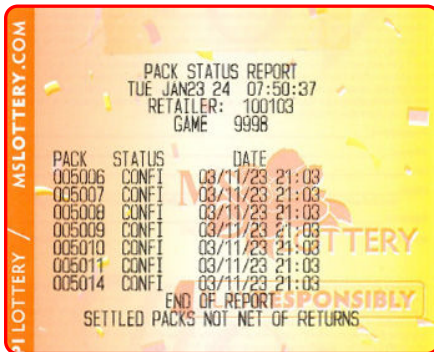 MSLOTTERY.COM
PI LOTTERY /
PACK STATUS REPORT
TUE JAN23 24 07:50:37
RETAILER: 100103
GAME 9998
PACK STATUS DATE
005006 CONFI 03/11/23 21:03
005007 CONFI 03/11/23 21:03
005008 CONFI 03/11/23 21:03
005009 CONFI 03/11/23 21:03
005010 CONFI 03/11/23 21:03
005011 CONFI 03/11/23 21:03
005014 CONFI 03/11/23 21:03
END OF REPORT
SETTLED PACKS NOT NET OF RETURNS
TTERY
ESPONSIBLY